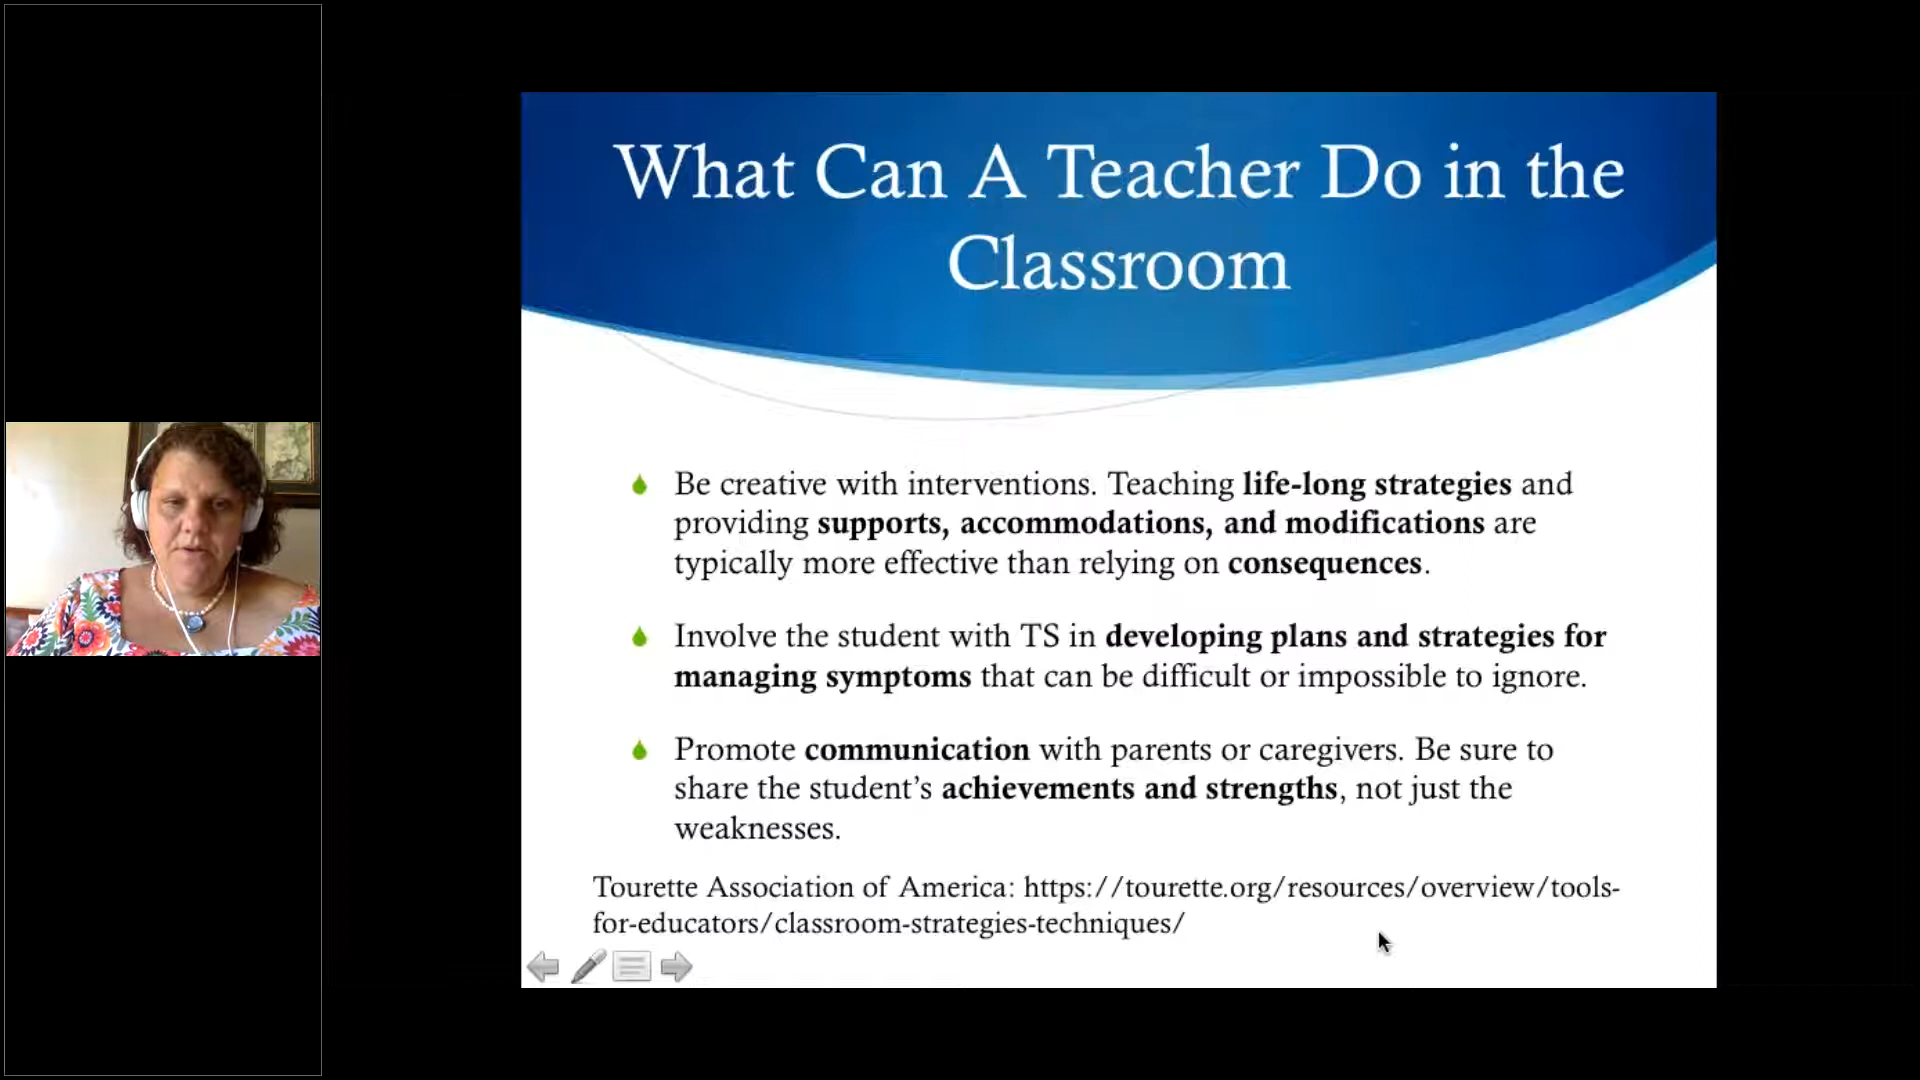 What Can A Teacher Do in the
Classroom
Be creative with interventions. Teaching life-long strategies and
providing supports, accommodations, and modifications are
typically more effective than relying on consequences.
Involve the student with TS in developing plans and strategies for
managing symptoms that can be difficult or impossible to ignore.
Promote communication with parents or caregivers. Be sure to
share the student’s achievements and strengths, not just the
weaknesses.
Tourette Association of America: https://tourette.org/resources/overview/tools-
for-educators/classroom-strategies-techniques/